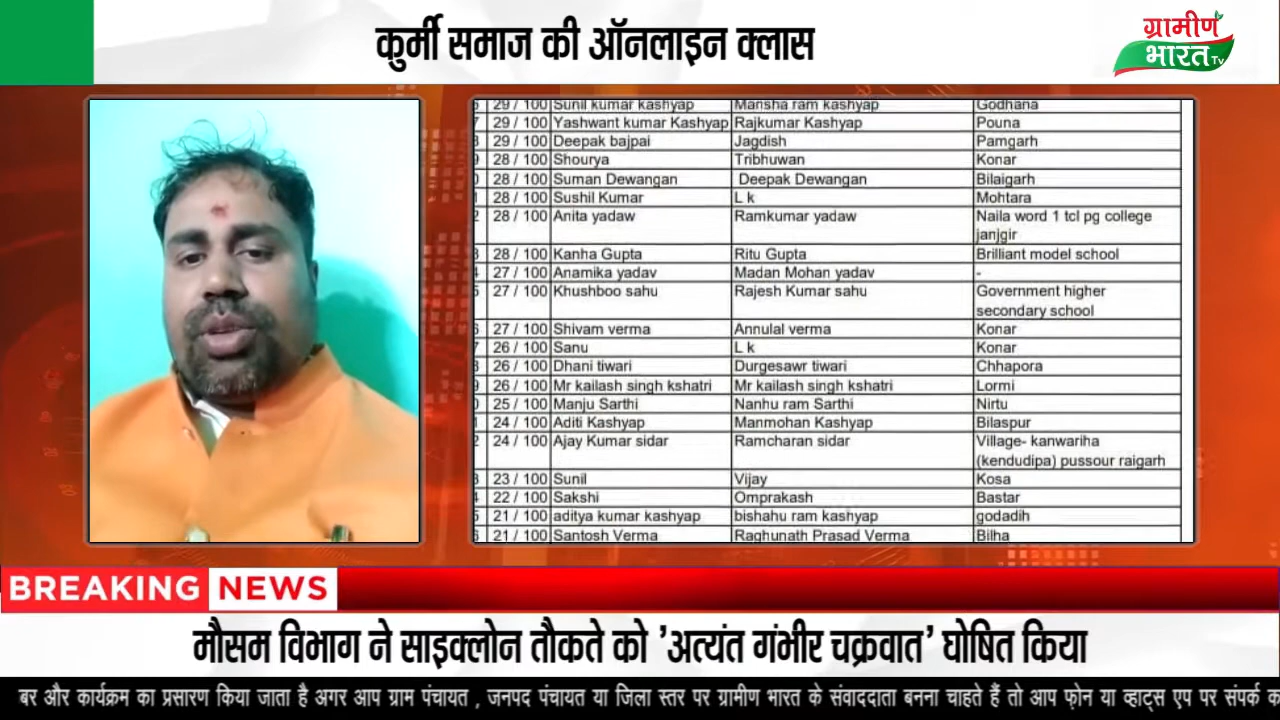 कुर्मी समाज की ऑनलाइन क्लास
ग्रामीण
भारत Tv
29 / 100 Sunil kumar kashyap Mansha ram kashyap Godhana
29 / 100 Yashwant kumar Kashyap Rajkumar Kashyap Pouna
29 / 100 Deepak bajpai Jagdish Pamgarh
28 / 100 Shourya Tribhuwan Konar
28 / 100 Suman Dewangan Deepak Dewangan Bilaigarh
28 / 100 Sushil Kumar L k Mohtara
28 / 100 Anita yadaw Ramkumar yadaw Naila word 1 tcl pg college
janjgir
28 / 100 Kanha Gupta Ritu Gupta Brilliant model school
27 / 100 Anamika yadav Madan Mohan yadav -
27 / 100 Khushboo sahu Rajesh Kumar sahu Government higher
secondary school
27 / 100 Shivam verma Annulal verma Konar
26 / 100 Sanu L k Konar
26 / 100 Dhani tiwari Durgesawr tiwari Chhapora
26 / 100 Mr kailash singh kshatri Mr kailash singh kshatri Lormi
25 / 100 Manju Sarthi Nanhu ram Sarthi Nirtu
24 / 100 Aditi Kashyap Manmohan Kashyap Bilaspur
24 / 100 Ajay Kumar sidar Ramcharan sidar Village- kanwariha
(kendudipa) pussour raigarh
23 / 100 Sunil Vijay Kosa
22 / 100 Sakshi Omprakash Bastar
21 / 100 aditya kumar kashyap bishahu ram kashyap godadih
21 / 100 Santosh Verma Raghunath Prasad Verma Bilha
BREAKING NEWS
मौसम विभाग ने साइक्लोन तौकते को 'अत्यंत गंभीर चक्रवात' घोषित किया
बर और कार्यक्रम का प्रसारण किया जाता है अगर आप ग्राम पंचायत , जनपद पंचायत या जिला स्तर पर ग्रामीण भारत के संवाददाता बनना चाहते हैं तो आप फ़ोन या व्हाट्स एप पर संपर्क क